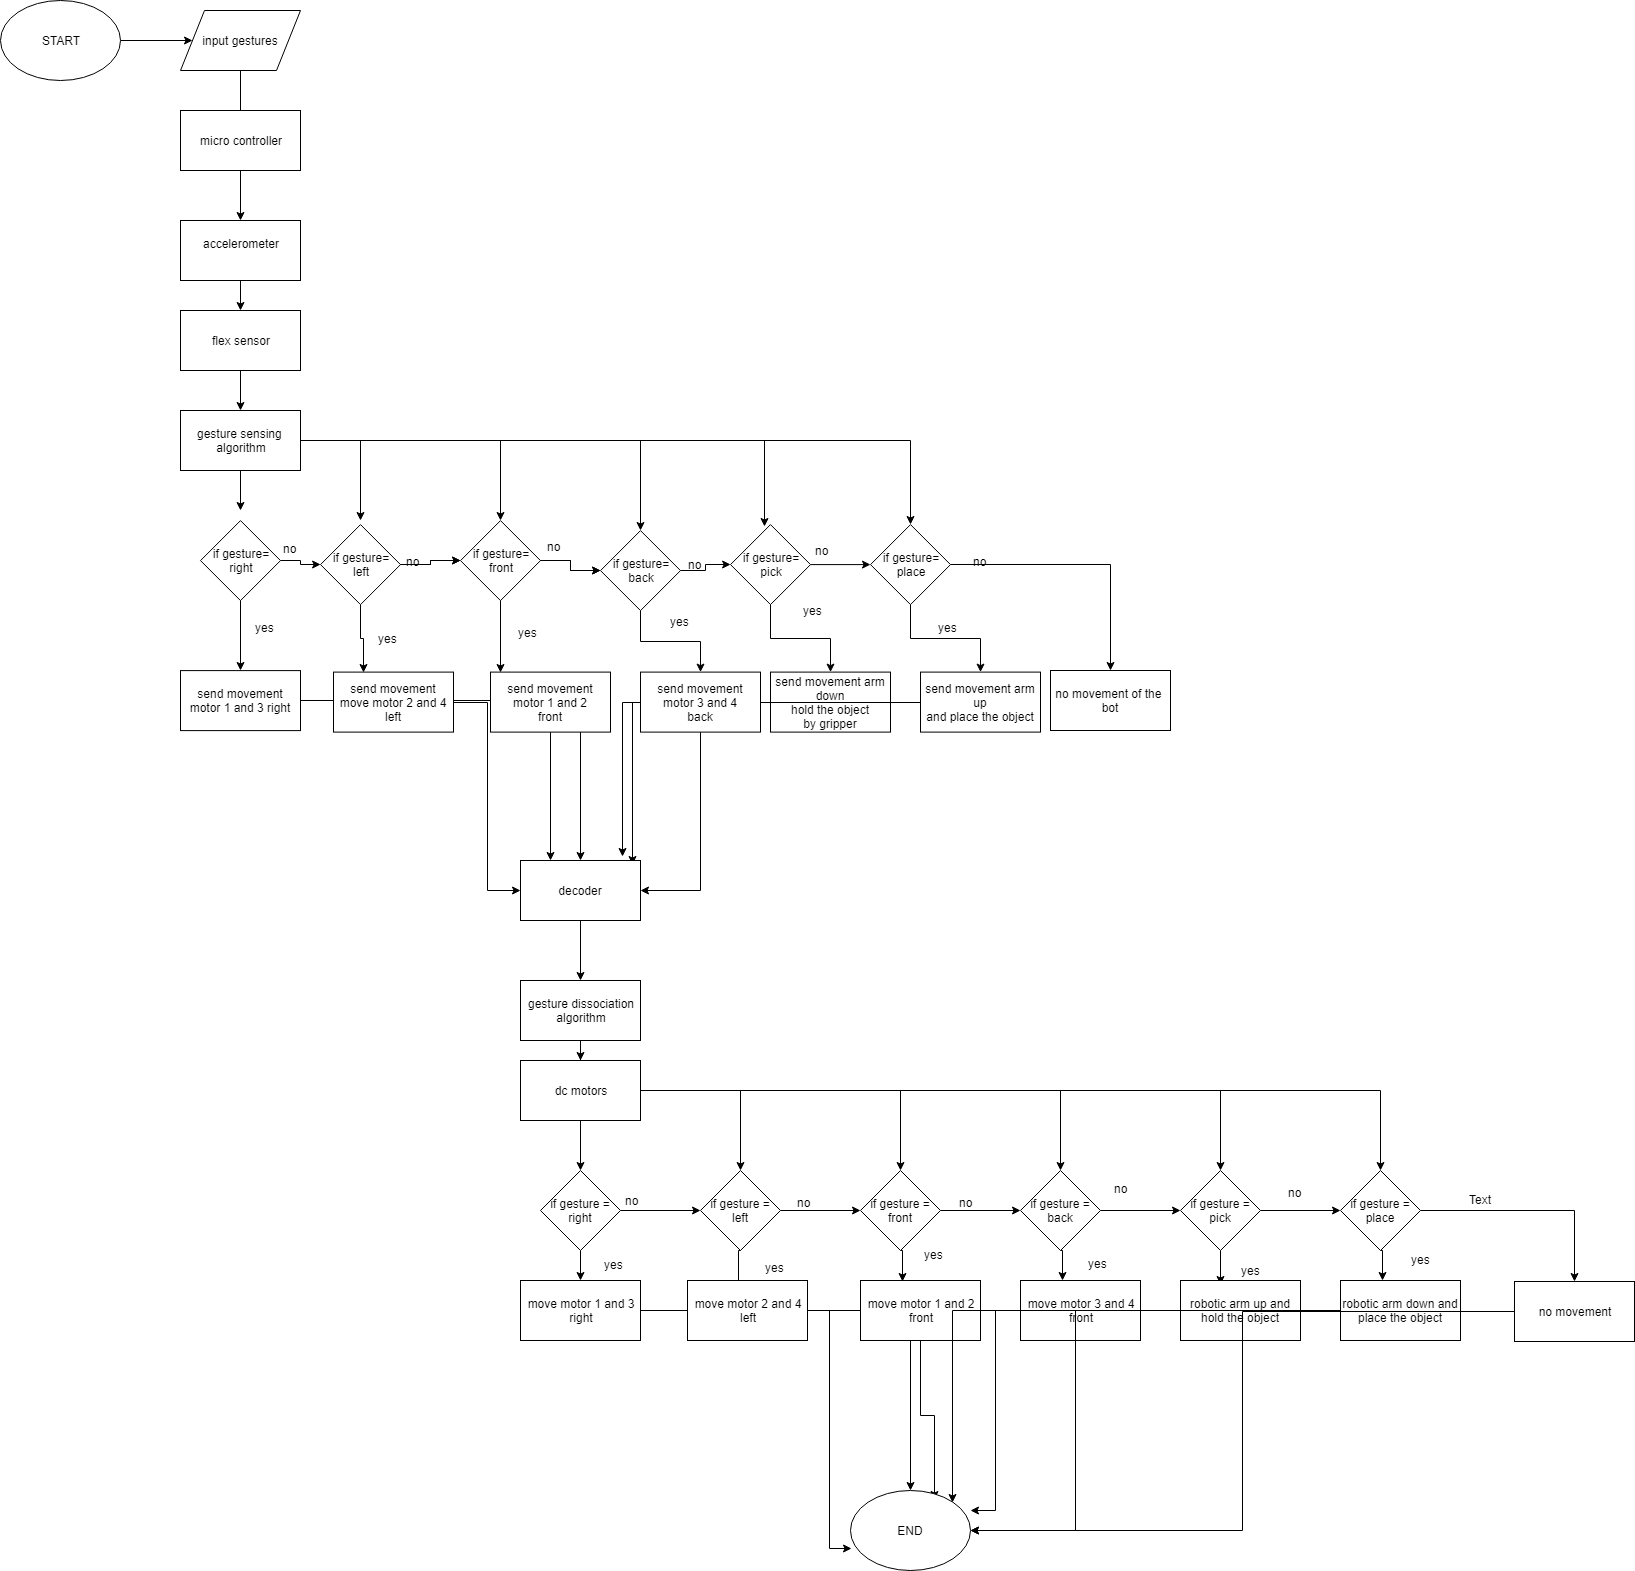 START
input gestures
micro controller
accelerometer
flex sensor
gesture sensing
algorithm
if gesture=
right
no
if gesture=
left
no
if gesture=
front
no
if gesture=
back
no
if gesture=
pick
no
if gesture=
place
no
yes
yes
yes
yes
yes
yes
send movement
motor 1 and 3 right
send movement
move motor 2 and 4
left
send movement
motor 1 and 2
front
send movement
motor 3 and 4
back
send movement arm
down
hold the object
by gripper
send movement arm
up
and place the object
no movement of the
bot
decoder
gesture dissociation
algorithm
dc motors
if gesture =
right
no
if gesture =
left
no
if gesture =
front
no
if gesture =
back
no
if gesture =
pick
no
if gesture =
place
Text
yes
yes
yes
yes
yes
yes
move motor 1 and 3
right
move motor 2 and 4
left
move motor 1 and 2
front
move motor 3 and 4
front
robotic arm up and
hold the object
robotic arm down and
place the object
no movement
END